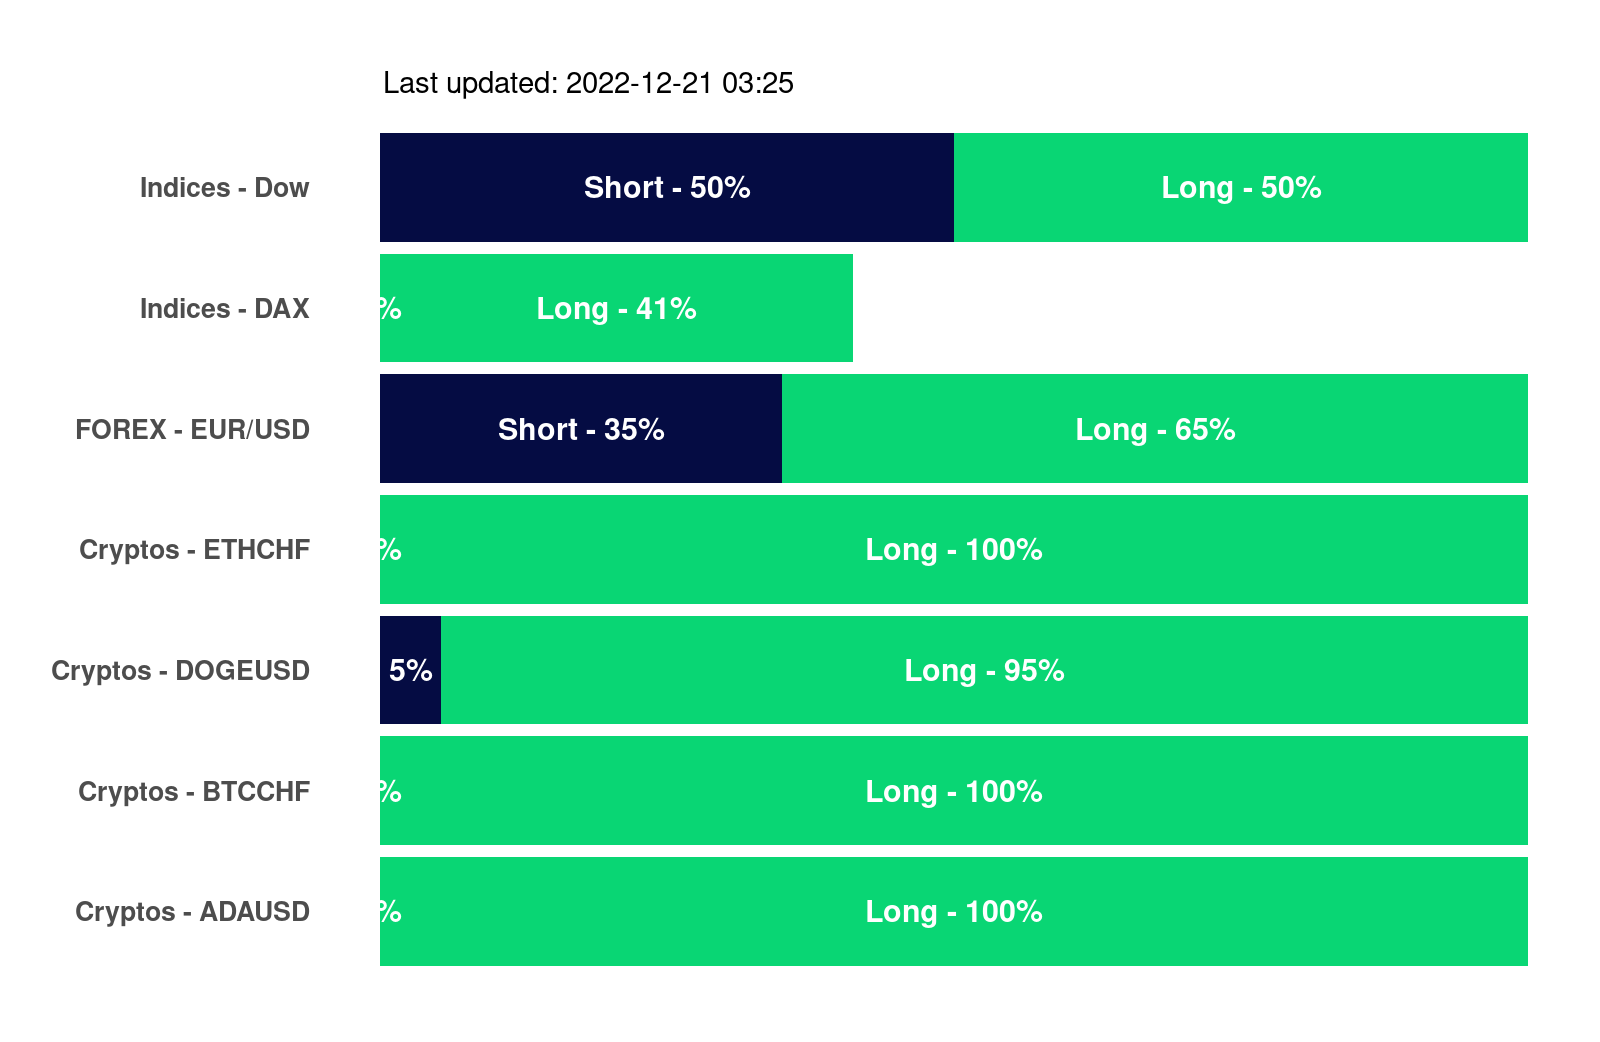 Last updated: 2022-12-21 03:25
Indices - Dow Short - 50% Long - 50%
Indices - DAX % Long - 41%
FOREX - EUR/USD Short - 35% Long - 65%
Cryptos - ETHCHF % Long - 100%
Cryptos - DOGEUSD 5% Long - 95%
Cryptos - BTCCHF % Long - 100%
Cryptos - ADAUSD % Long - 100%